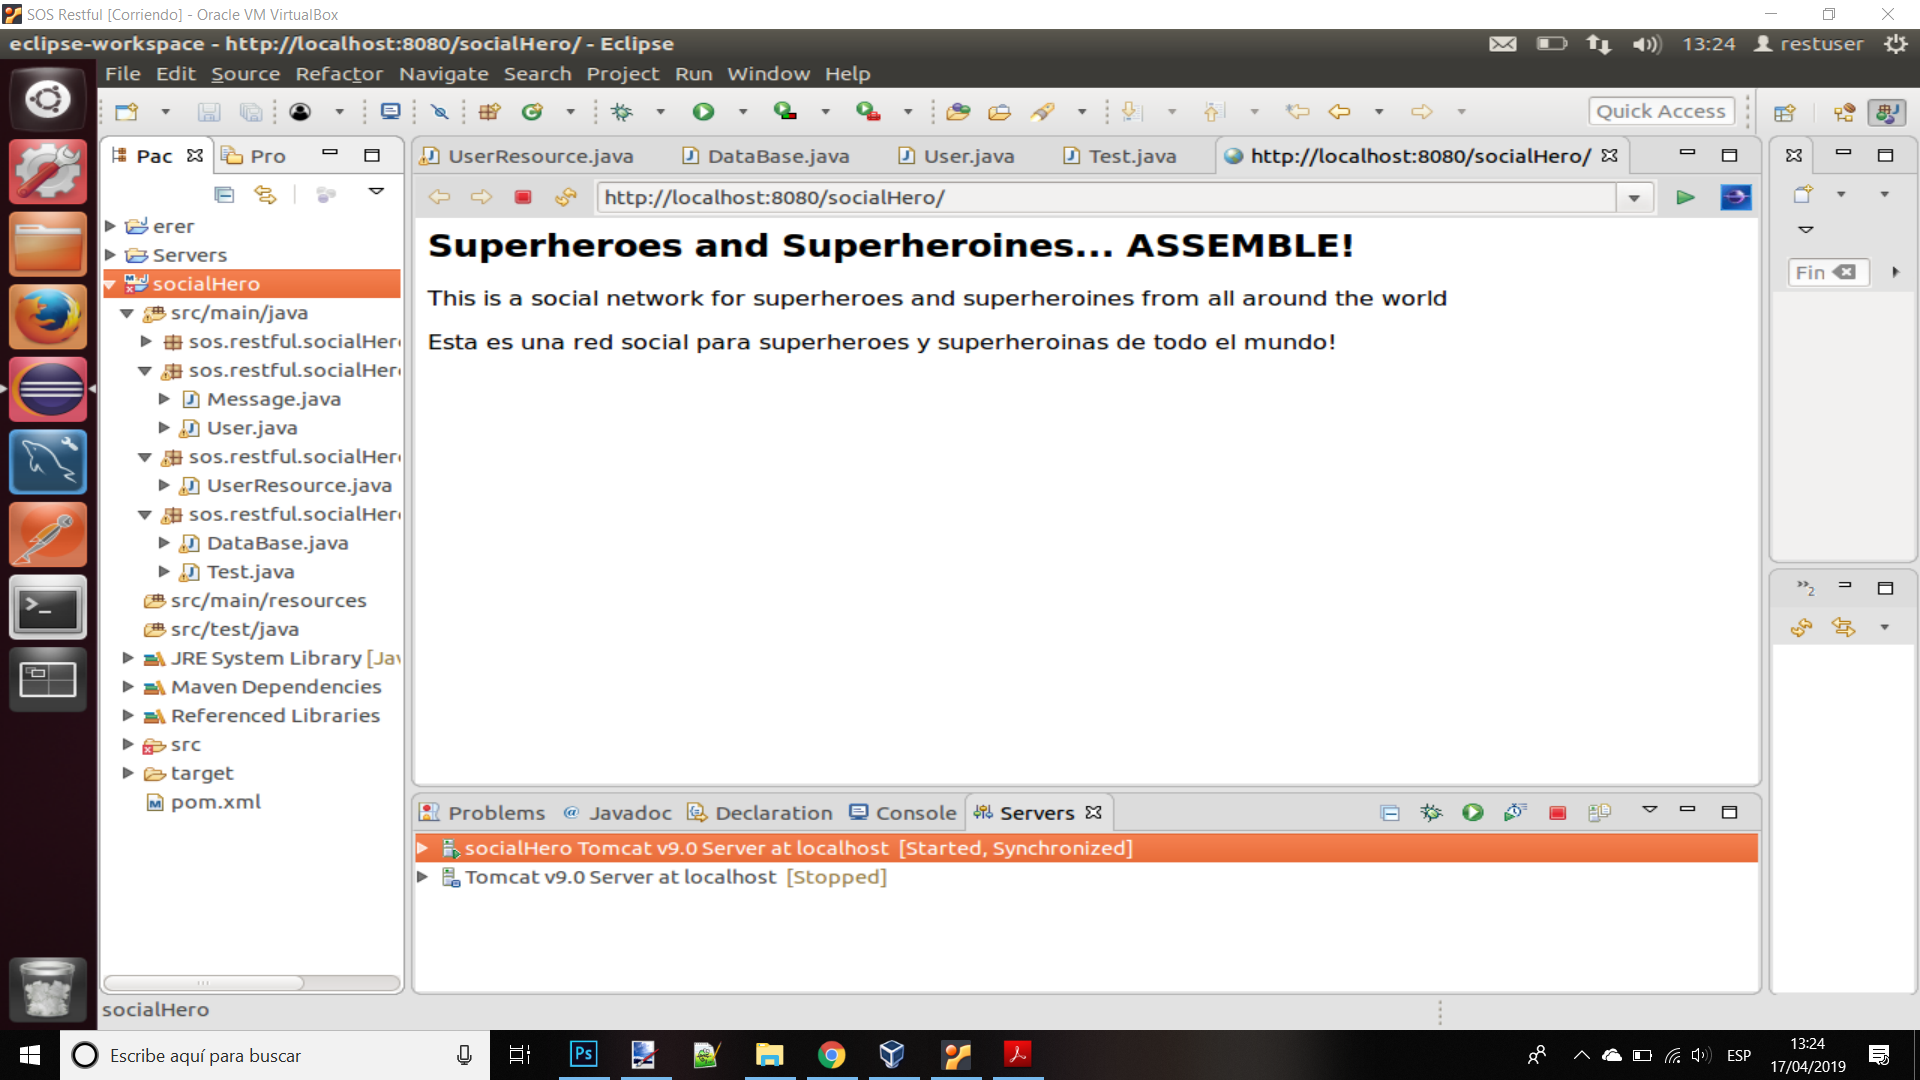 SOS Restful [Corriendo] - Oracle VM VirtualBox
eclipse-workspace - http://localhost:8080/socialHero/ - Eclipse
13:24 restuser
File Edit Source Refactor Navigate Search Project Run Window Help
Quick Access
Pac Pro
UserResource.java DataBase.java User.java Test.java http://localhost:8080/socialHero/
http://localhost:8080/socialHero/
erer
Servers
socialHero
src/main/java
sos.restful.socialHer
sos.restful.socialHer
Message.java
User.java
sos.restful.socialHer
UserResource.java
sos.restful.socialHer
DataBase.java
Test.java
src/main/resources
src/test/java
JRE System Library [Jav
Maven Dependencies
Referenced Libraries
src
target
pom.xml
Superheroes and Superheroines... ASSEMBLE!
This is a social network for superheroes and superheroines from all around the world
Esta es una red social para superheroes y superheroinas de todo el mundo!
Fin
2
Problems Javadoc Declaration Console Servers
socialHero Tomcat v9.0 Server at localhost [Started, Synchronized]
Tomcat v9.0 Server at localhost [Stopped]
socialHero
Escribe aquí para buscar
Ps
ESP
13:24
17/04/2019